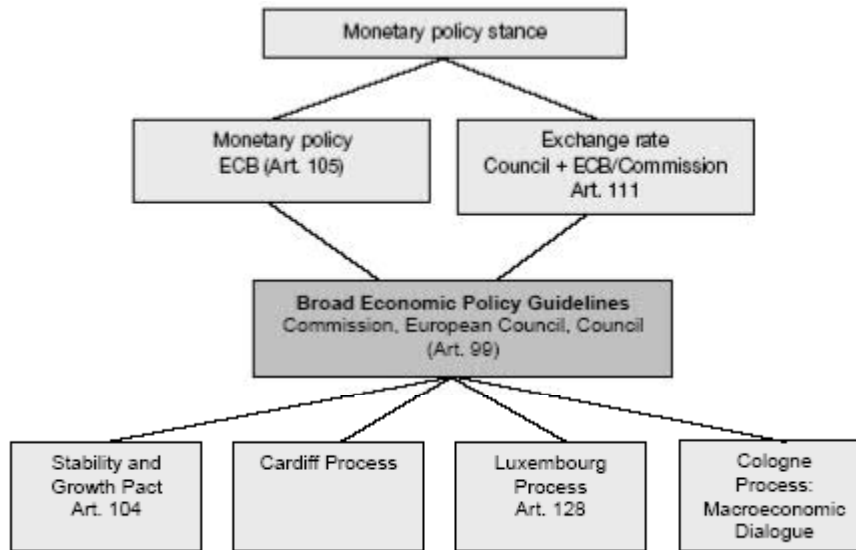 Monetary policy stance
Monetary policy
ECB (Art. 105)
Exchange rate
Council + ECB/Commission
Art. 111
Broad Economic Policy Guidelines
Commission, European Council, Council
(Art. 99)
Stability and
Growth Pact
Art. 104
Cardiff Process
Luxembourg
Process
Art. 128
Cologne
Process:
Macroeconomic
Dialogue